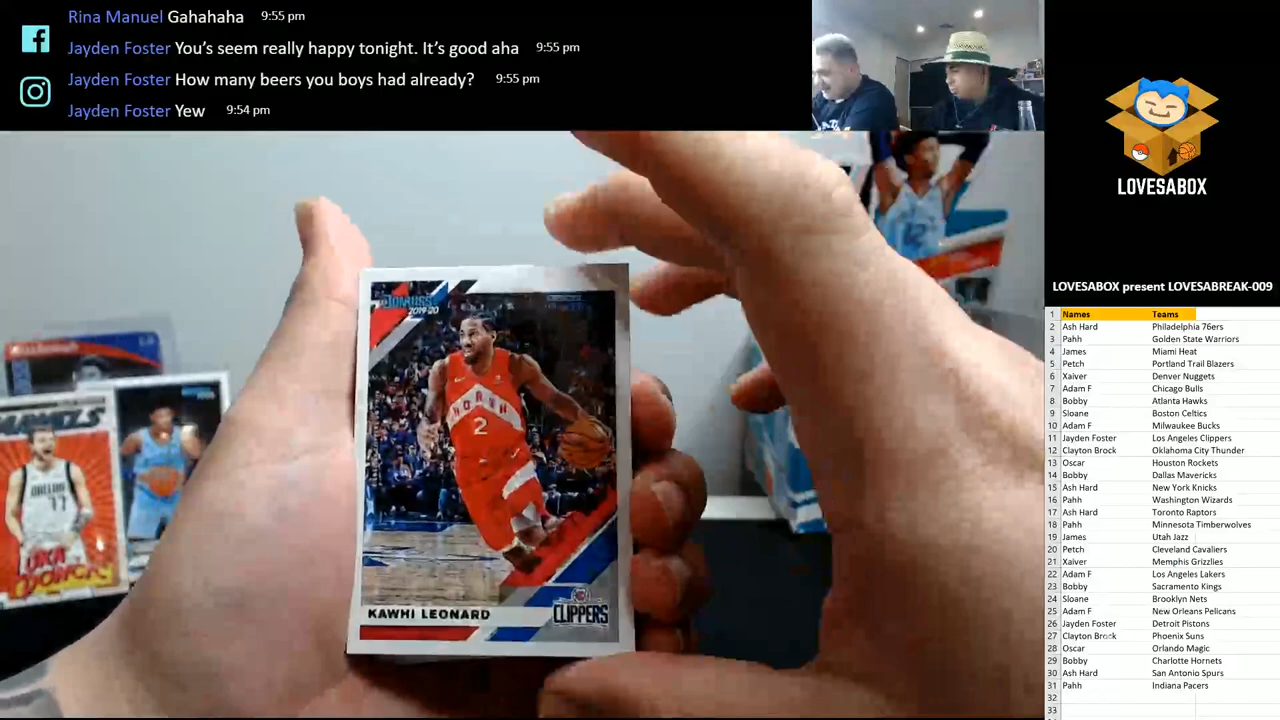 Rina Manuel Gahahaha 9:55 pm
Jayden Foster You’s seem really happy tonight. It’s good aha 9:55 pm
Jayden Foster How many beers you boys had already? 9:55 pm
Jayden Foster Yew 9:54 pm
LOVESABOX
LOVESABOX present LOVESABREAK-009
1 Names Teams
2 Ash Hard Philadelphia 76ers
3 Pahh Golden State Warriors
4 James Miami Heat
5 Petch Portland Trail Blazers
6 Xaiver Denver Nuggets
7 Adam F Chicago Bulls
8 Bobby Atlanta Hawks
9 Sloane Boston Celtics
10 Adam F Milwaukee Bucks
11 Jayden Foster Los Angeles Clippers
12 Clayton Brock Oklahoma City Thunder
13 Oscar Houston Rockets
14 Bobby Dallas Mavericks
15 Ash Hard New York Knicks
16 Pahh Washington Wizards
17 Ash Hard Toronto Raptors
18 Pahh Minnesota Timberwolves
19 James Utah Jazz
20 Petch Cleveland Cavaliers
21 Xaiver Memphis Grizzlies
22 Adam F Los Angeles Lakers
23 Bobby Sacramento Kings
24 Sloane Brooklyn Nets
25 Adam F New Orleans Pelicans
26 Jayden Foster Detroit Pistons
27 Clayton Brock Phoenix Suns
28 Oscar Orlando Magic
29 Bobby Charlotte Hornets
30 Ash Hard San Antonio Spurs
31 Pahh Indiana Pacers
32
33
DONRUSS
2019-20
NORTH
2
KAWHI LEONARD
CLIPPERS
DALLAS
77
LUKA
DONCIC
12